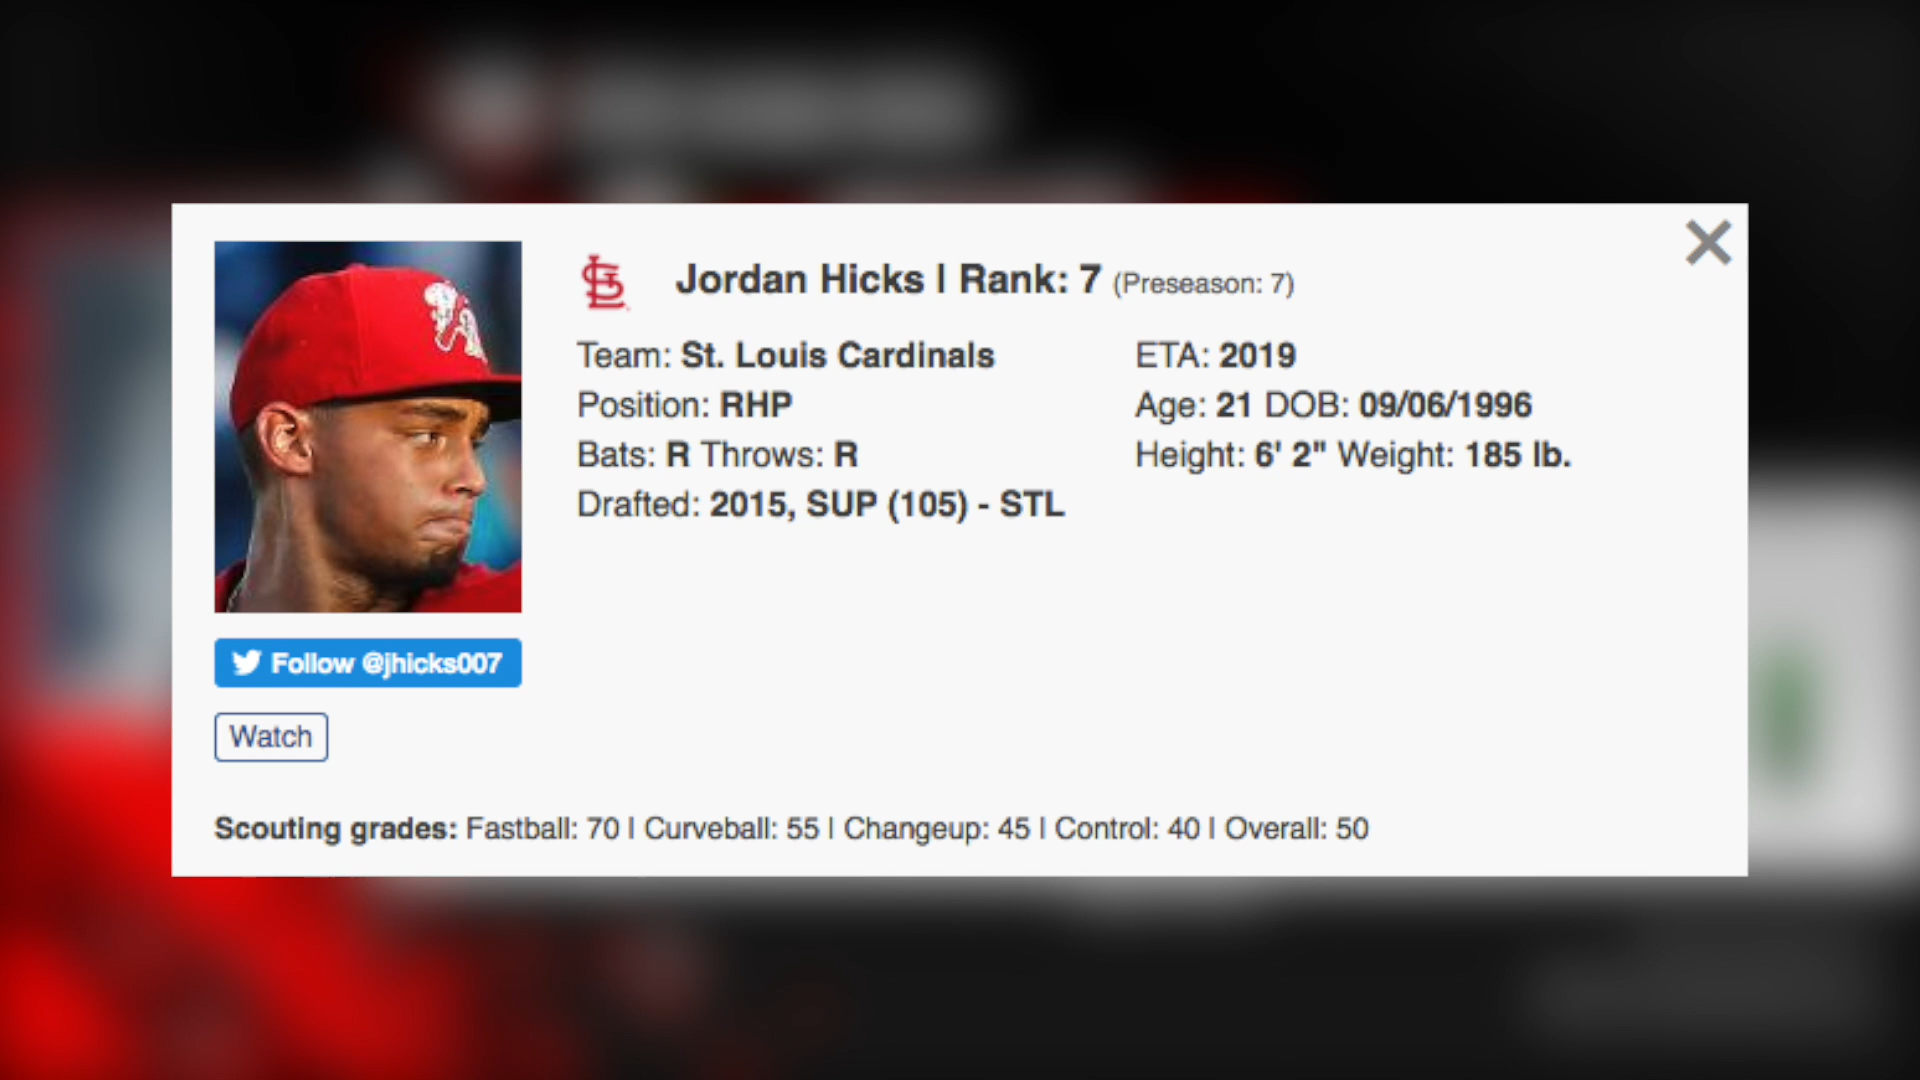 Jordan Hicks | Rank: 7 (Preseason: 7)
Team: St. Louis Cardinals
Position: RHP
Bats: R Throws: R
Drafted: 2015, SUP (105) - STL
ETA: 2019
Age: 21 DOB: 09/06/1996
Height: 6' 2" Weight: 185 lb.
Follow @jhicks007
Watch
Scouting grades: Fastball: 70 | Curveball: 55 | Changeup: 45 | Control: 40 | Overall: 50